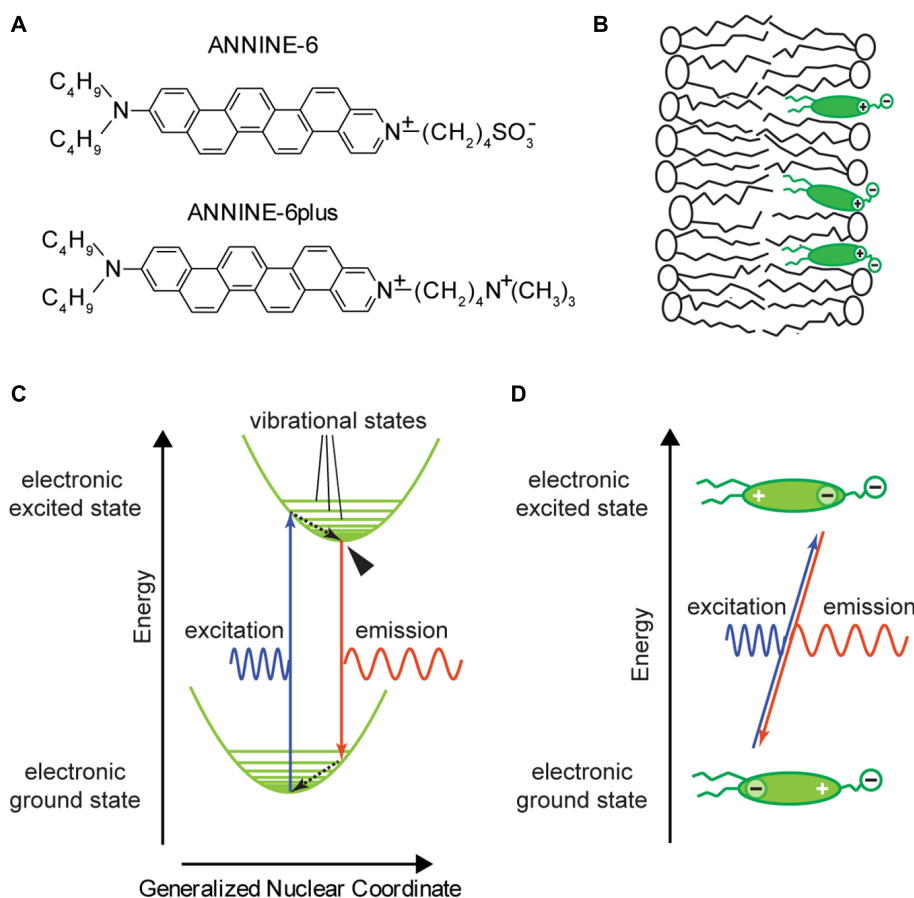 A
ANNINE-6
C₄H₉
N
C₄H₉
N⁺–(CH₂)₄SO₃⁻
ANNINE-6plus
C₄H₉
N
C₄H₉
N⁺–(CH₂)₄N⁺(CH₃)₃
B
+ −
−
+
+
−
C
vibrational states
electronic
excited state
Energy
excitation
emission
electronic
ground state
Generalized Nuclear Coordinate
D
electronic
excited state
+ − −
Energy
excitation
emission
electronic
ground state
− + −